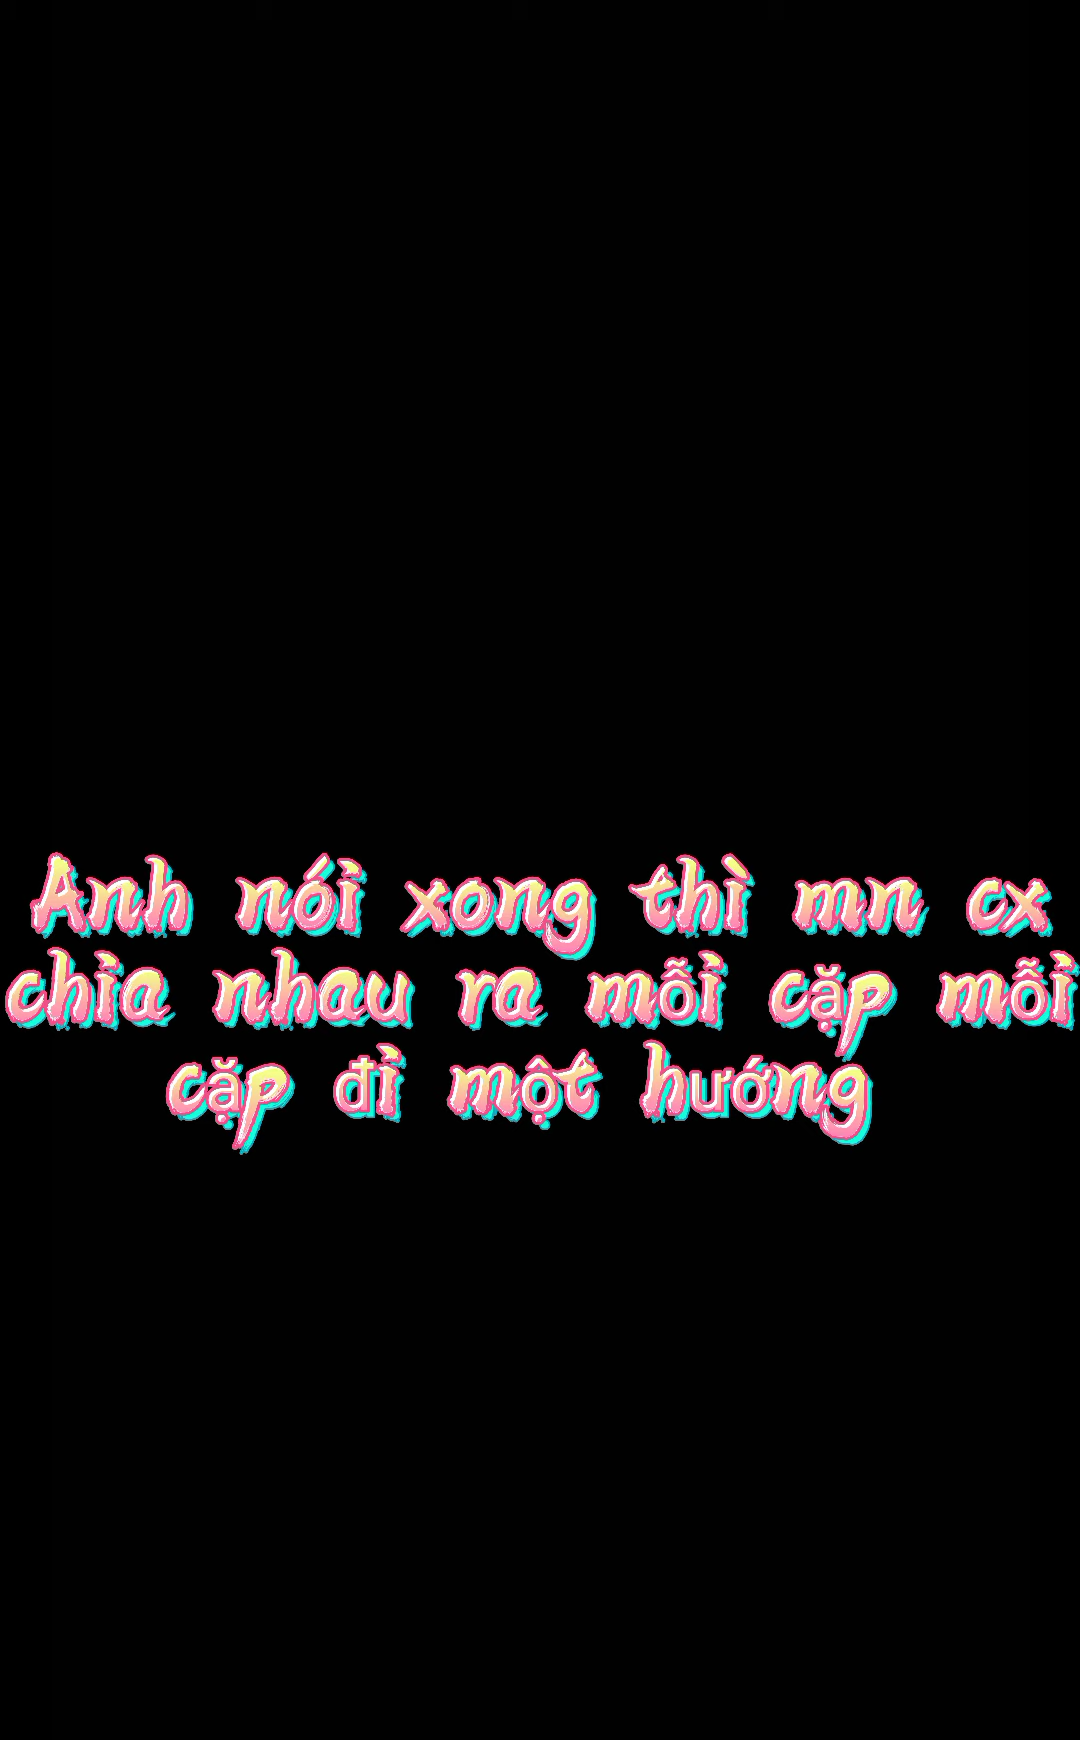 Anh nói xong thì mn cx
chia nhau ra mỗi cặp mỗi
cặp đi một hướng